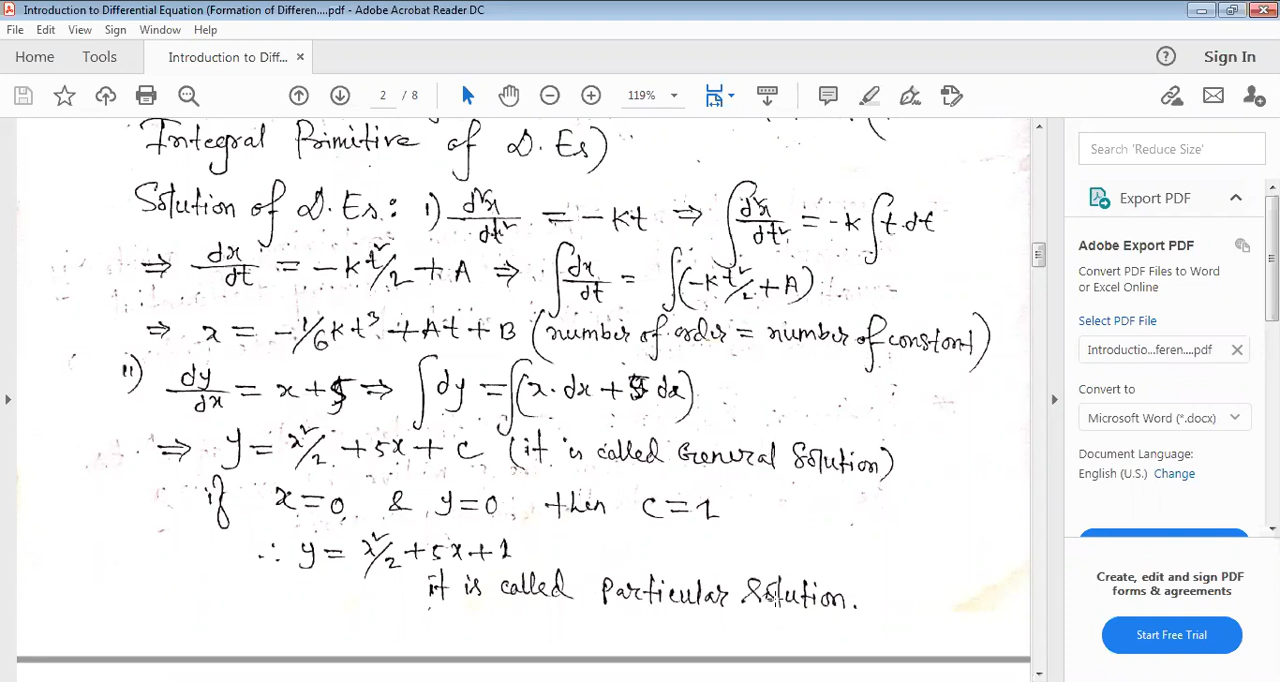 Introduction to Differential Equation (Formation of Differen....pdf - Adobe Acrobat Reader DC
File Edit View Sign Window Help
Home Tools Introduction to Diff... × Sign In
2 / 8 119%
Integral Primitive of D.Es)
Solution of D.Es: i) d²x/dt² = -kt ⇒ ∫d²x/dt² = -k∫t.dt
⇒ dx/dt = -k t²/2 + A ⇒ ∫dx/dt = ∫(-k t²/2 + A)
⇒ x = -1/6 k t³ + At + B (number of order = number of constant)
ii) dy/dx = x + 5 ⇒ ∫dy = ∫(x.dx + 5 dx)
⇒ y = x²/2 + 5x + c (it is called General Solution)
if x=0 & y=0 then c=1
∴ y = x²/2 + 5x + 1
it is called Particular Solution.
Search 'Reduce Size'
Export PDF
Adobe Export PDF
Convert PDF Files to Word
or Excel Online
Select PDF File
Introductio...feren....pdf ×
Convert to
Microsoft Word (*.docx)
Document Language:
English (U.S.) Change
Create, edit and sign PDF
forms & agreements
Start Free Trial